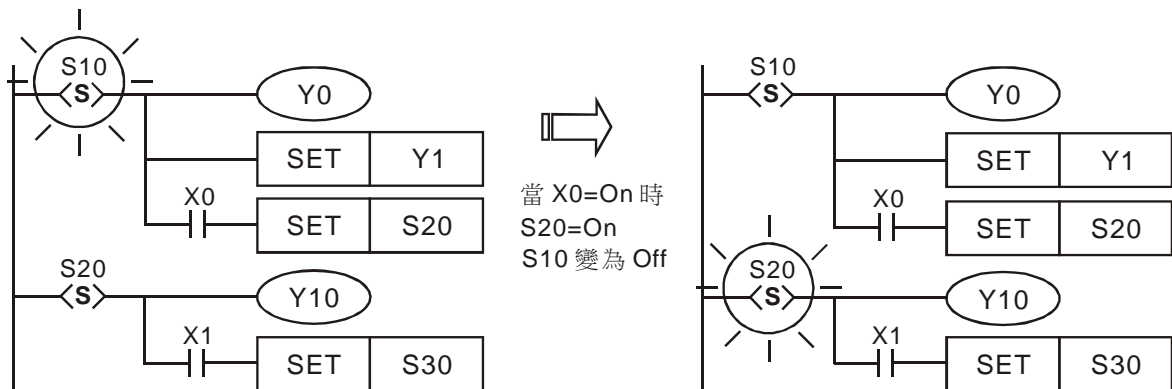 S10
S
Y0
SET Y1
X0
SET S20
S20
S
Y10
X1
SET S30
當 X0=On 時
S20=On
S10 變為 Off
S10
S
Y0
SET Y1
X0
SET S20
S20
S
Y10
X1
SET S30